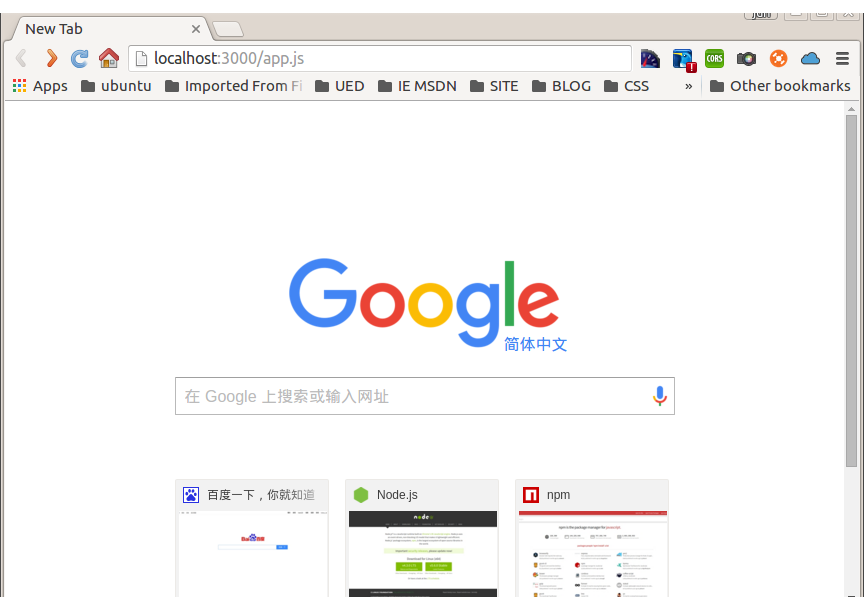 jun
New Tab
localhost:3000/app.js
CORS
Apps ubuntu Imported From Fi UED IE MSDN SITE BLOG CSS » Other bookmarks
Google
简体中文
在 Google 上搜索或输入网址
百度一下，你就知道 Node.js npm